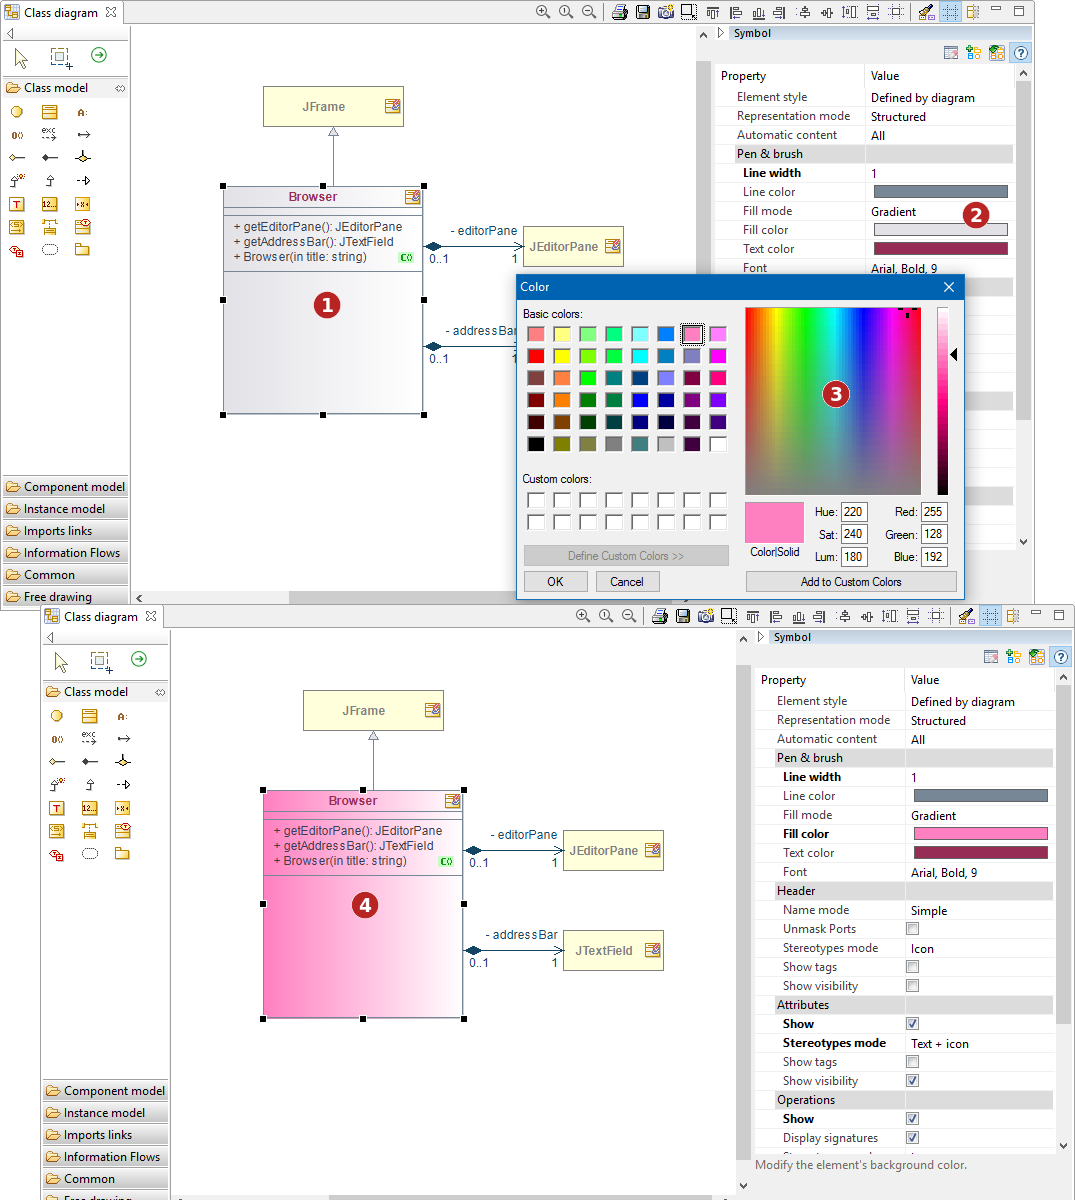 Class diagram
Symbol
Class model
A:
0()
exc
T
12...
Property Value
Element style Defined by diagram
Representation mode Structured
Automatic content All
Pen & brush
Line width 1
Line color
Fill mode Gradient
Fill color
Text color
Font Arial, Bold, 9
2
JFrame
Browser
+ getEditorPane(): JEditorPane
+ getAddressBar(): JTextField
+ Browser(in title: string)
C()
1
- editorPane
0..1 1
JEditorPane
- addressBar
0..1 1
Color
Basic colors:
3
Custom colors:
Define Custom Colors >>
OK Cancel
Color|Solid
Hue: 220 Red: 255
Sat: 240 Green: 128
Lum: 180 Blue: 192
Add to Custom Colors
Component model
Instance model
Imports links
Information Flows
Common
Free drawing
Class diagram
Symbol
Class model
A:
0()
exc
T
12...
JFrame
Browser
+ getEditorPane(): JEditorPane
+ getAddressBar(): JTextField
+ Browser(in title: string)
C()
4
- editorPane
0..1 1
JEditorPane
- addressBar
0..1 1
JTextField
Property Value
Element style Defined by diagram
Representation mode Structured
Automatic content All
Pen & brush
Line width 1
Line color
Fill mode Gradient
Fill color
Text color
Font Arial, Bold, 9
Header
Name mode Simple
Unmask Ports
Stereotypes mode Icon
Show tags
Show visibility
Attributes
Show
Stereotypes mode Text + icon
Show tags
Show visibility
Operations
Show
Display signatures
Modify the element's background color.
Component model
Instance model
Imports links
Information Flows
Common
Free drawing